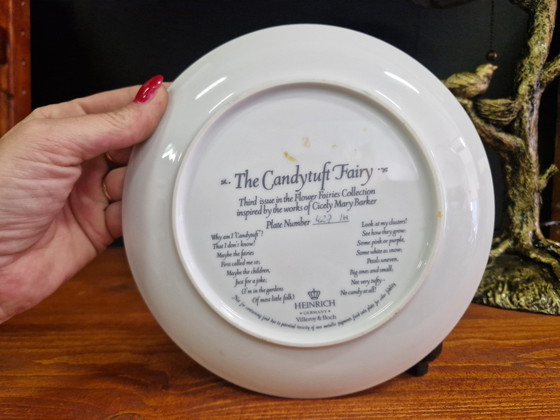 The Candytuft Fairy
Third issue in the Flower Fairies Collection
inspired by the works of Cicely Mary Barker
Plate Number
Why am I "Candytuft"?
That I don't know!
Maybe the fairies
First called me so;
Maybe the children,
Just for a joke;
(I'm in the gardens
Of most little folk.)
Look at my clusters!
See how they grow:
Some pink or purple,
Some white as snow;
Petals uneven,
Big ones and small;
Not very tufty–
No candy at all!
HEINRICH
GERMANY
Villeroy & Boch